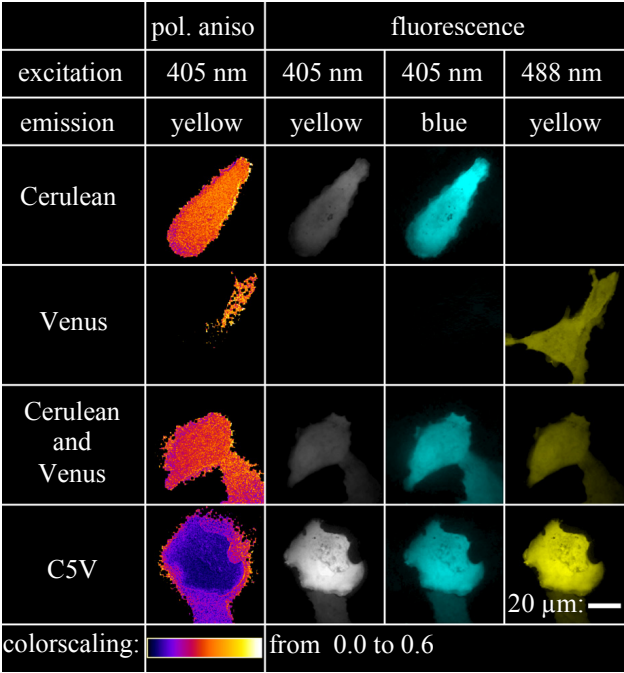 pol. aniso fluorescence
excitation 405 nm 405 nm 405 nm 488 nm
emission yellow yellow blue yellow
Cerulean
Venus
Cerulean
and
Venus
C5V
20 µm:
colorscaling: from 0.0 to 0.6